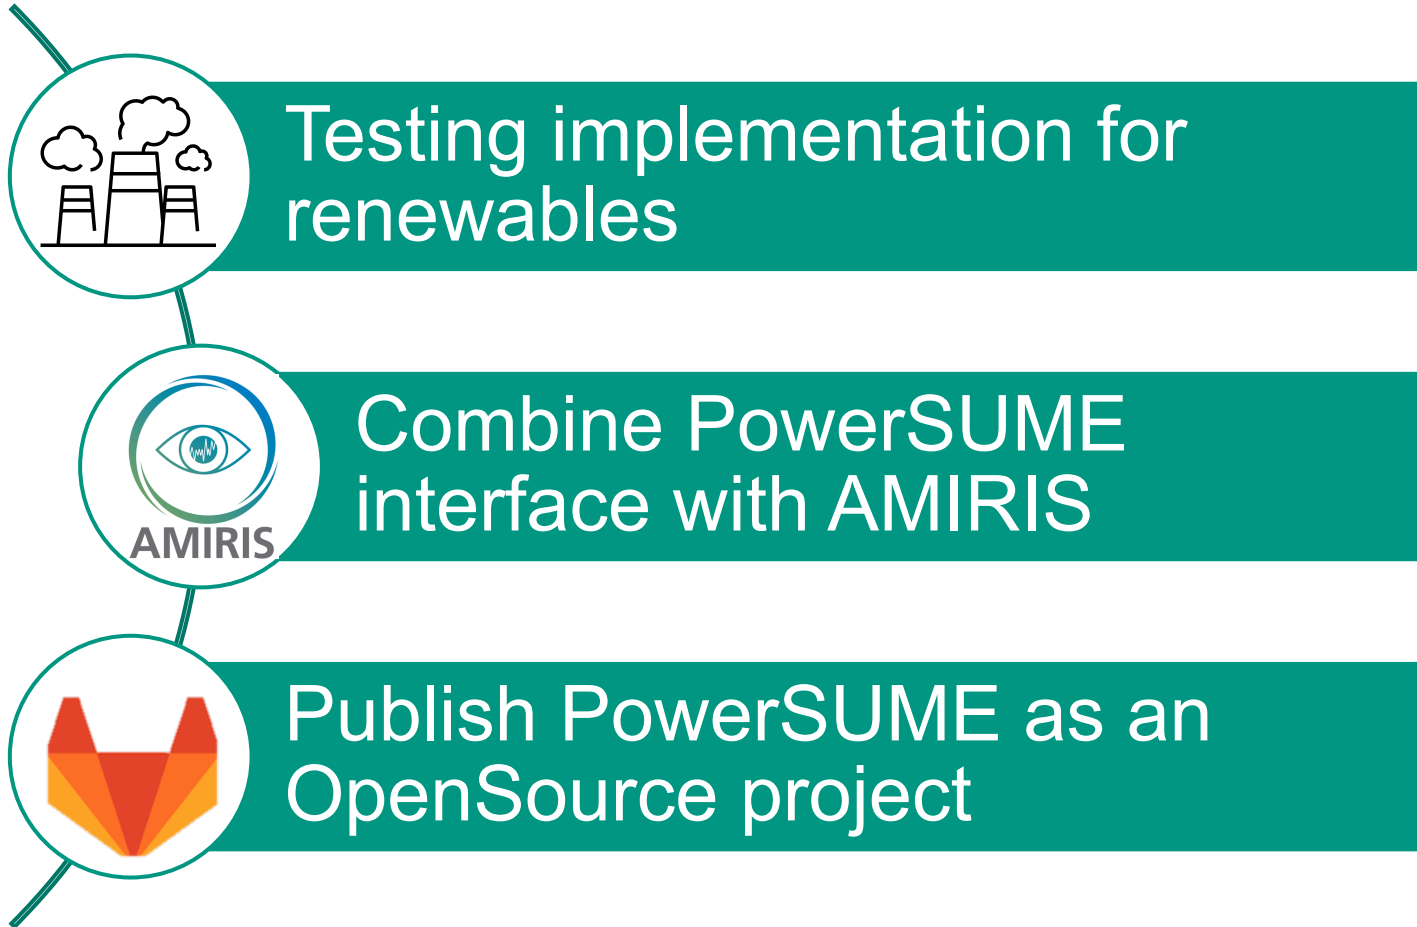 Testing implementation for
renewables
AMIRIS
Combine PowerSUME
interface with AMIRIS
Publish PowerSUME as an
OpenSource project